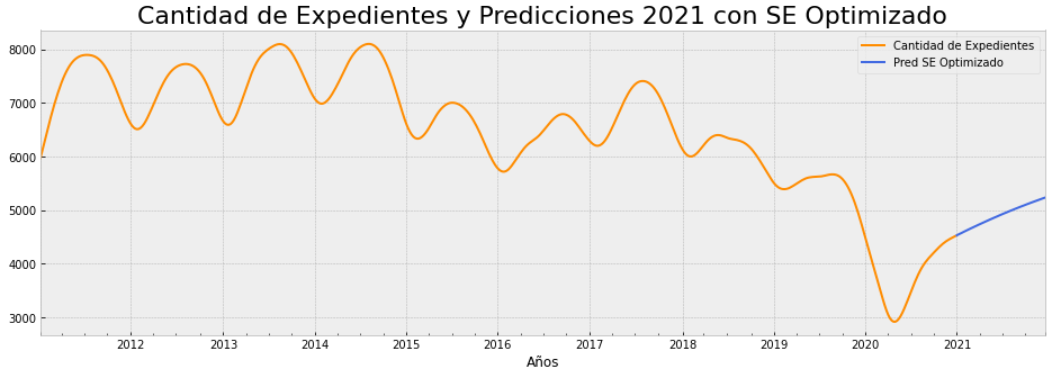 Cantidad de Expedientes y Predicciones 2021 con SE Optimizado
Cantidad de Expedientes
Pred SE Optimizado
8000
7000
6000
5000
4000
3000
2012 2013 2014 2015 2016 2017 2018 2019 2020 2021
Años